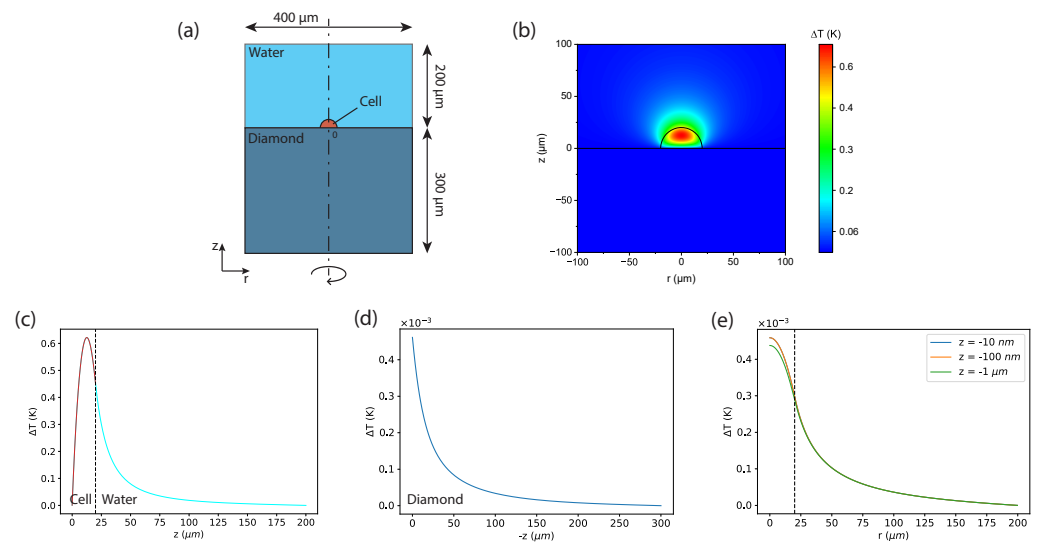 (a)
400 µm
Water
Cell
0
Diamond
200 µm
300 µm
z
r
(b)
100
50
0
−50
−100
z (µm)
−100
−50
0
50
100
r (µm)
ΔT (K)
0.6
0.4
0.3
0.2
0.06
(c)
0.6
0.5
0.4
0.3
0.2
0.1
0.0
ΔT (K)
Cell
Water
0
25
50
75
100
125
150
175
200
z (µm)
(d)
×10⁻³
0.4
0.3
0.2
0.1
0.0
ΔT (K)
Diamond
0
50
100
150
200
250
300
-z (µm)
(e)
×10⁻³
0.4
0.3
0.2
0.1
0.0
ΔT (K)
z = -10 nm
z = -100 nm
z = -1 µm
0
25
50
75
100
125
150
175
200
r (µm)